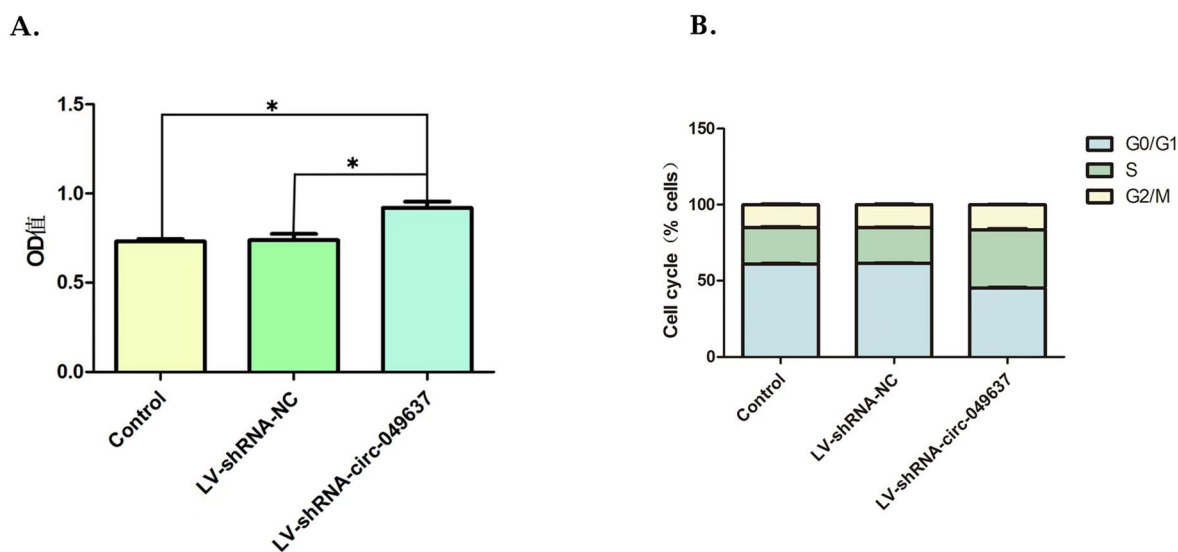 A.
1.5
1.0
0.5
0.0
OD值
*
*
Control
LV-shRNA-NC
LV-shRNA-circ-049637
B.
150
100
50
0
Cell cycle（% cells）
G0/G1
S
G2/M
Control
LV-shRNA-NC
LV-shRNA-circ-049637